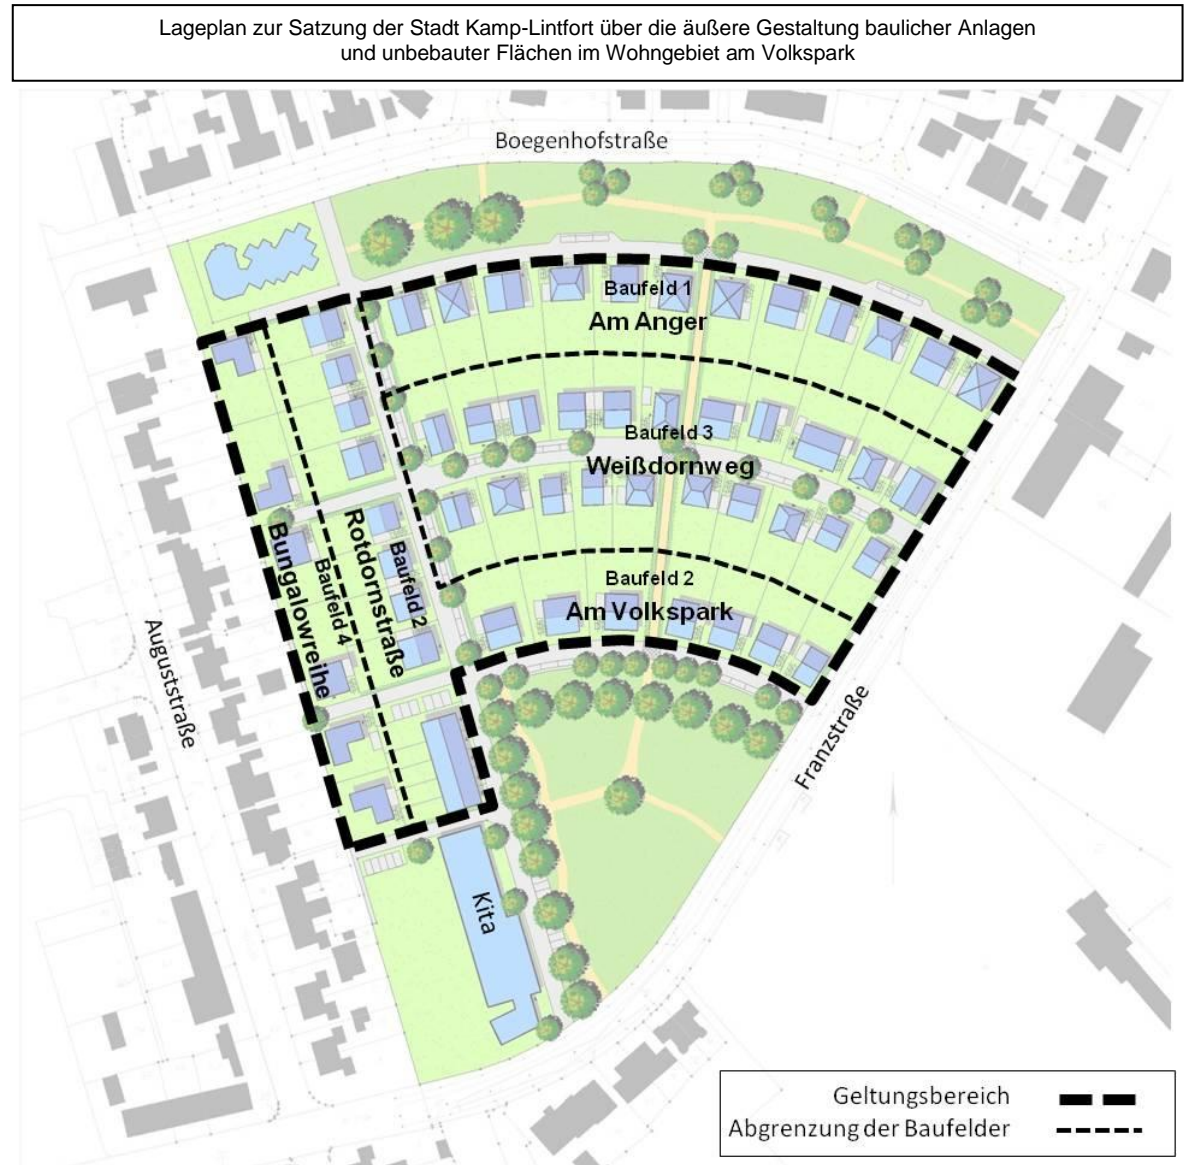 Lageplan zur Satzung der Stadt Kamp-Lintfort über die äußere Gestaltung baulicher Anlagen
und unbebauter Flächen im Wohngebiet am Volkspark
Boegenhofstraße
Baufeld 1
Am Anger
Baufeld 3
Weißdornweg
Baufeld 2
Am Volkspark
Bungalowreihe
Baufeld 4
Rotdornstraße
Baufeld 2
Auguststraße
Franzstraße
Kita
Geltungsbereich
Abgrenzung der Baufelder